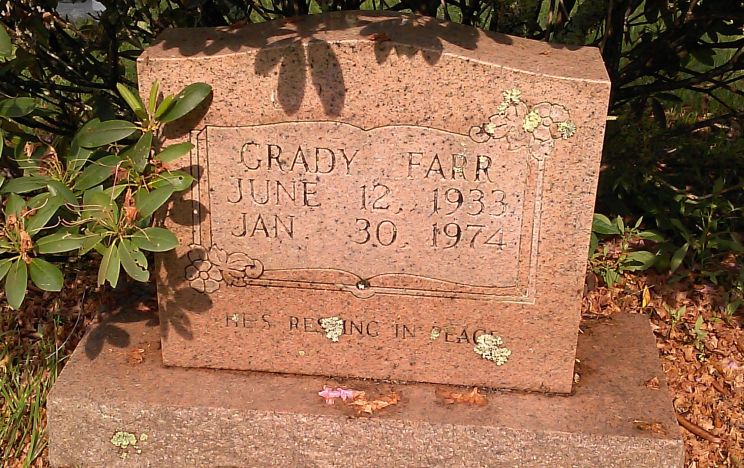 GRADY FARR
JUNE 12, 1933
JAN. 30, 1974
HE'S RESTING IN PEACE